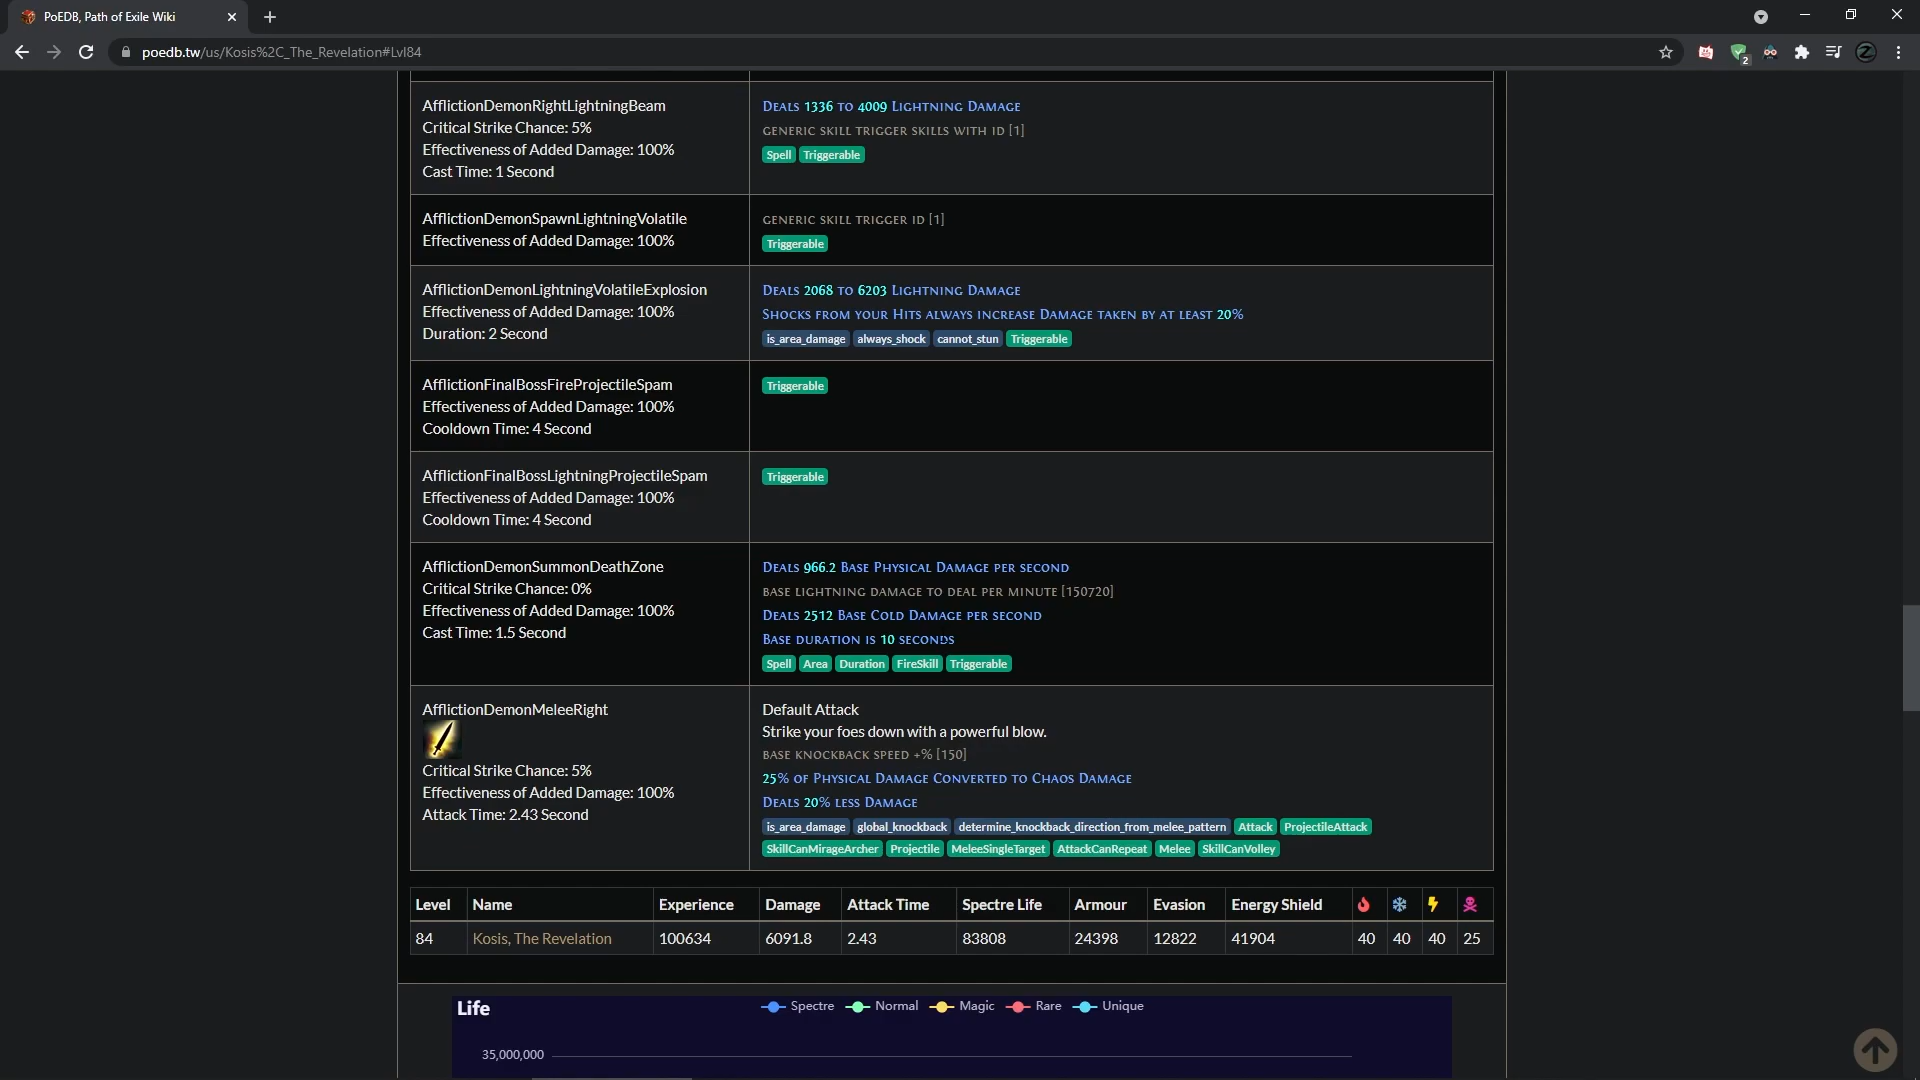 PoEDB, Path of Exile Wiki
poedb.tw/us/Kosis%2C_The_Revelation#Lvl84
2
AfflictionDemonRightLightningBeam
Critical Strike Chance: 5%
Effectiveness of Added Damage: 100%
Cast Time: 1 Second
Deals 1336 to 4009 Lightning Damage
generic skill trigger skills with id [1]
Spell Triggerable
AfflictionDemonSpawnLightningVolatile
Effectiveness of Added Damage: 100%
generic skill trigger id [1]
Triggerable
AfflictionDemonLightningVolatileExplosion
Effectiveness of Added Damage: 100%
Duration: 2 Second
Deals 2068 to 6203 Lightning Damage
Shocks from your Hits always increase Damage taken by at least 20%
is_area_damage always_shock cannot_stun Triggerable
AfflictionFinalBossFireProjectileSpam
Effectiveness of Added Damage: 100%
Cooldown Time: 4 Second
Triggerable
AfflictionFinalBossLightningProjectileSpam
Effectiveness of Added Damage: 100%
Cooldown Time: 4 Second
Triggerable
AfflictionDemonSummonDeathZone
Critical Strike Chance: 0%
Effectiveness of Added Damage: 100%
Cast Time: 1.5 Second
Deals 966.2 Base Physical Damage per second
base lightning damage to deal per minute [150720]
Deals 2512 Base Cold Damage per second
Base duration is 10 seconds
Spell Area Duration FireSkill Triggerable
AfflictionDemonMeleeRight
Critical Strike Chance: 5%
Effectiveness of Added Damage: 100%
Attack Time: 2.43 Second
Default Attack
Strike your foes down with a powerful blow.
base knockback speed +% [150]
25% of Physical Damage Converted to Chaos Damage
Deals 20% less Damage
is_area_damage global_knockback determine_knockback_direction_from_melee_pattern Attack ProjectileAttack
SkillCanMirageArcher Projectile MeleeSingleTarget AttackCanRepeat Melee SkillCanVolley
Level Name Experience Damage Attack Time Spectre Life Armour Evasion Energy Shield
84 Kosis, The Revelation 100634 6091.8 2.43 83808 24398 12822 41904 40 40 40 25
Life
Spectre Normal Magic Rare Unique
35,000,000